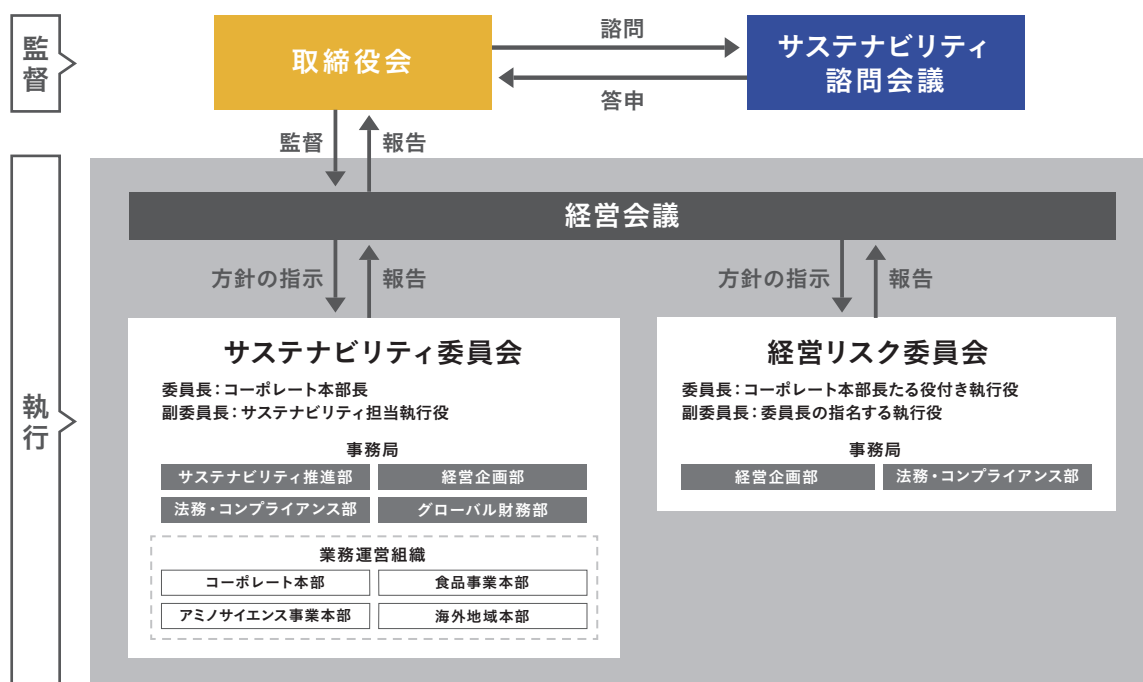 監督
取締役会
諮問
答申
サステナビリティ
諮問会議
監督
報告
執行
経営会議
方針の指示
報告
方針の指示
報告
サステナビリティ委員会
委員長：コーポレート本部長
副委員長：サステナビリティ担当執行役
事務局
サステナビリティ推進部
経営企画部
法務・コンプライアンス部
グローバル財務部
業務運営組織
コーポレート本部
食品事業本部
アミノサイエンス事業本部
海外地域本部
経営リスク委員会
委員長：コーポレート本部長たる役付き執行役
副委員長：委員長の指名する執行役
事務局
経営企画部
法務・コンプライアンス部